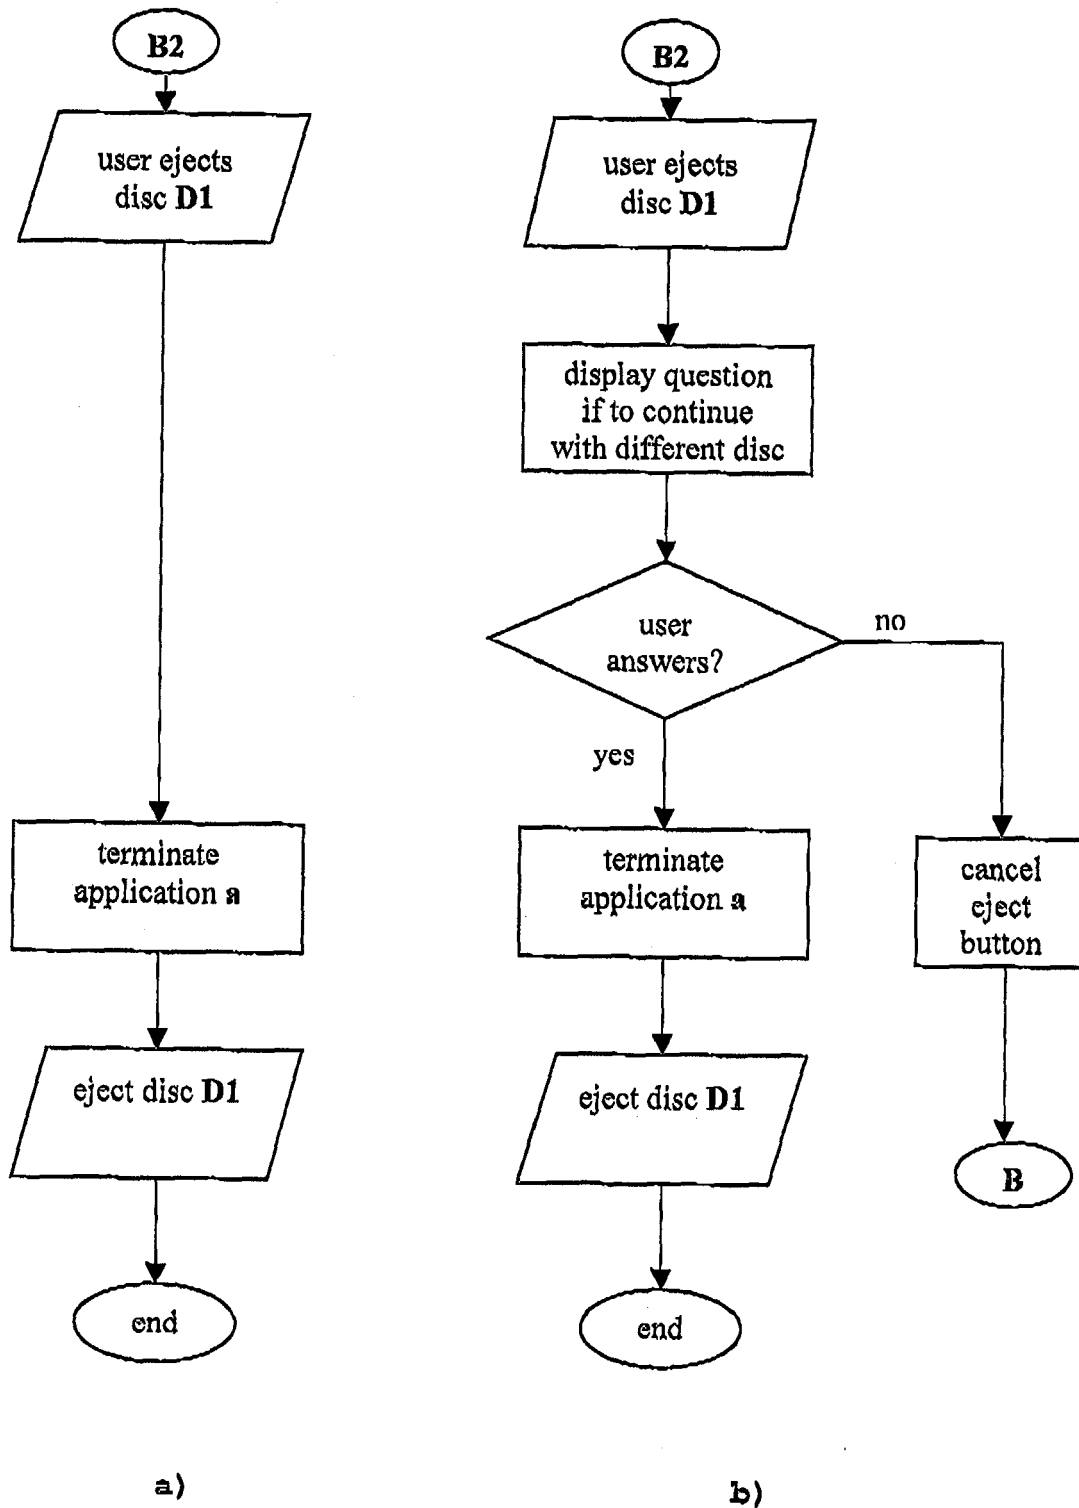 B2
user ejects
disc D1
terminate
application a
eject disc D1
end
a)
B2
user ejects
disc D1
display question
if to continue
with different disc
user
answers?
no
yes
terminate
application a
cancel
eject
button
eject disc D1
B
end
b)